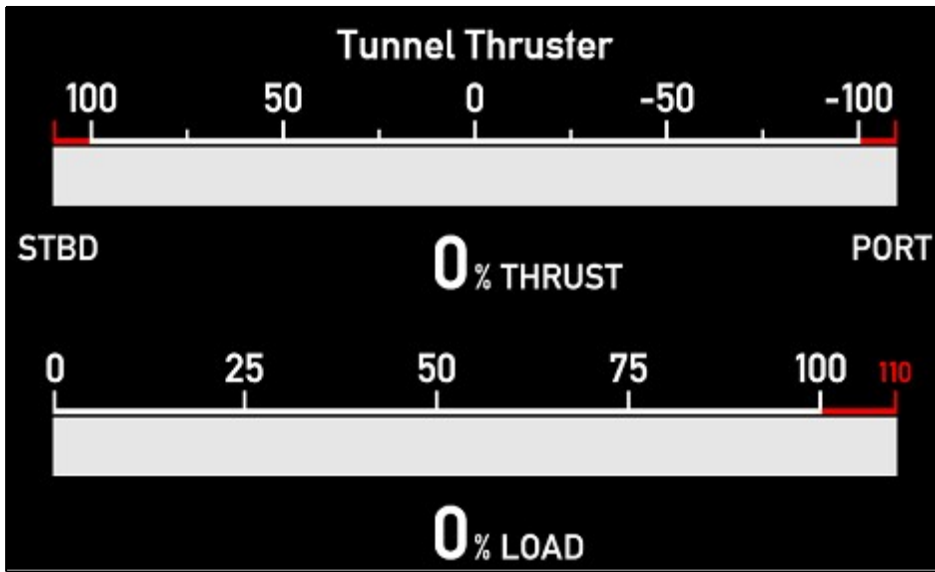 Tunnel Thruster
100 50 0 -50 -100
STBD 0 % THRUST PORT
0 25 50 75 100 110
0 % LOAD